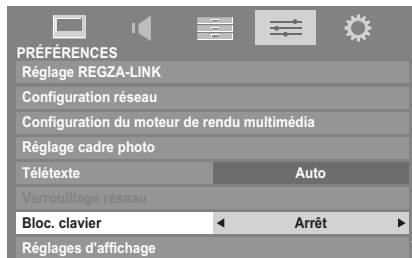 PRÉFÉRENCES
Réglage REGZA-LINK
Configuration réseau
Configuration du moteur de rendu multimédia
Réglage cadre photo
Télétexte Auto
Verrouillage réseau
Bloc. clavier Arrêt
Réglages d'affichage